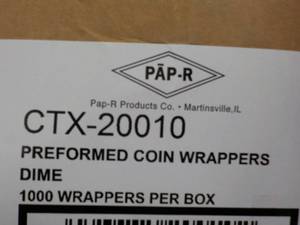 PĀP-R
Pap-R Products Co. • Martinsville, IL
CTX-20010
PREFORMED COIN WRAPPERS
DIME
1000 WRAPPERS PER BOX